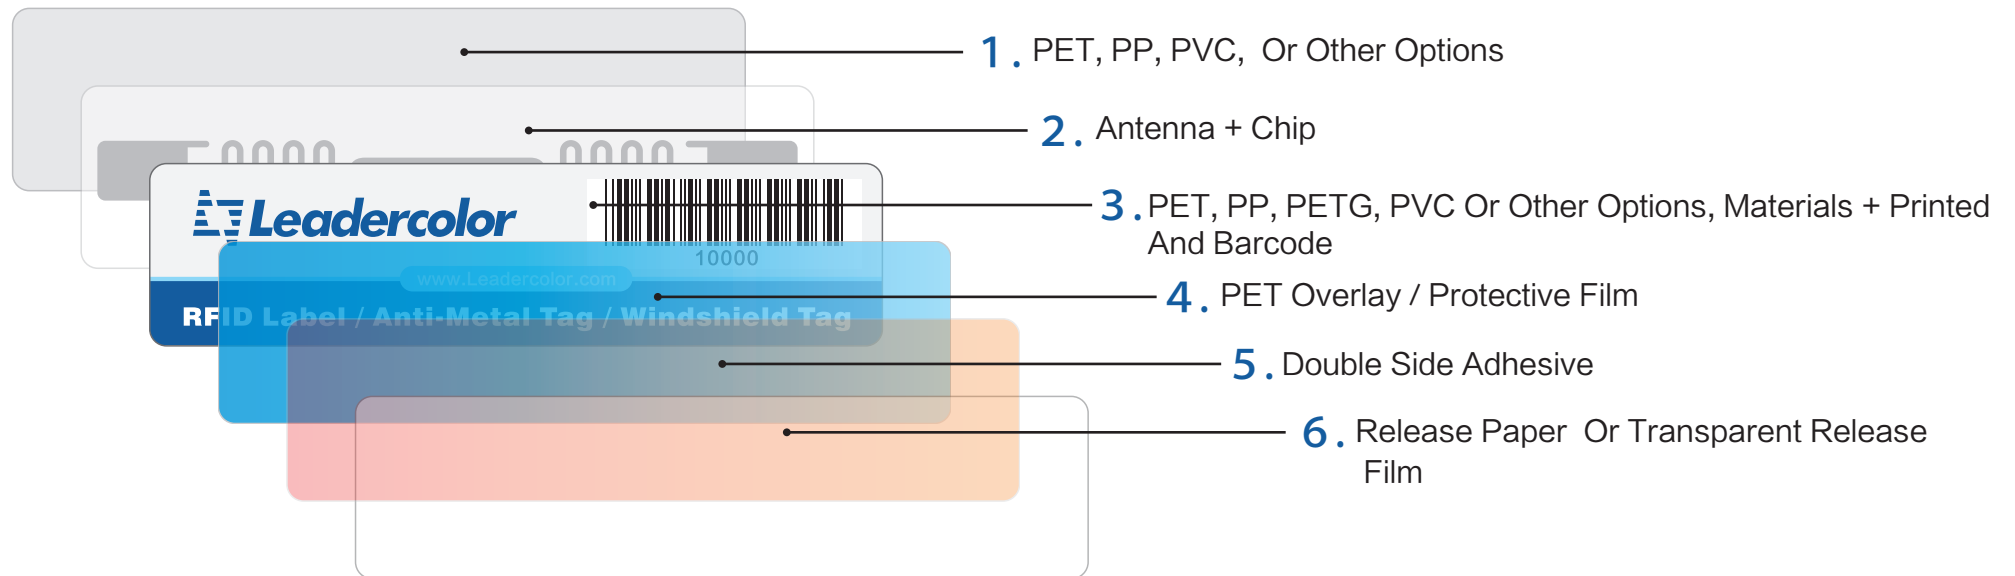 1. PET, PP, PVC, Or Other Options
2. Antenna + Chip
3. PET, PP, PETG, PVC Or Other Options, Materials + Printed
And Barcode
Leadercolor
10000
www.Leadercolor.com
4. PET Overlay / Protective Film
RFID Label / Anti-Metal Tag / Windshield Tag
5. Double Side Adhesive
6. Release Paper Or Transparent Release
Film